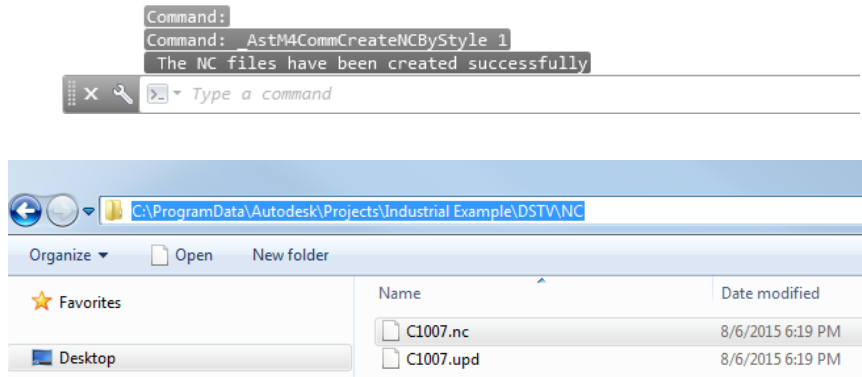 Command:
Command: _AstM4CommCreateNCByStyle 1
The NC files have been created successfully
Type a command
C:\ProgramData\Autodesk\Projects\Industrial Example\DSTV\NC
Organize Open New folder
Favorites
Name Date modified
C1007.nc 8/6/2015 6:19 PM
Desktop
C1007.upd 8/6/2015 6:19 PM